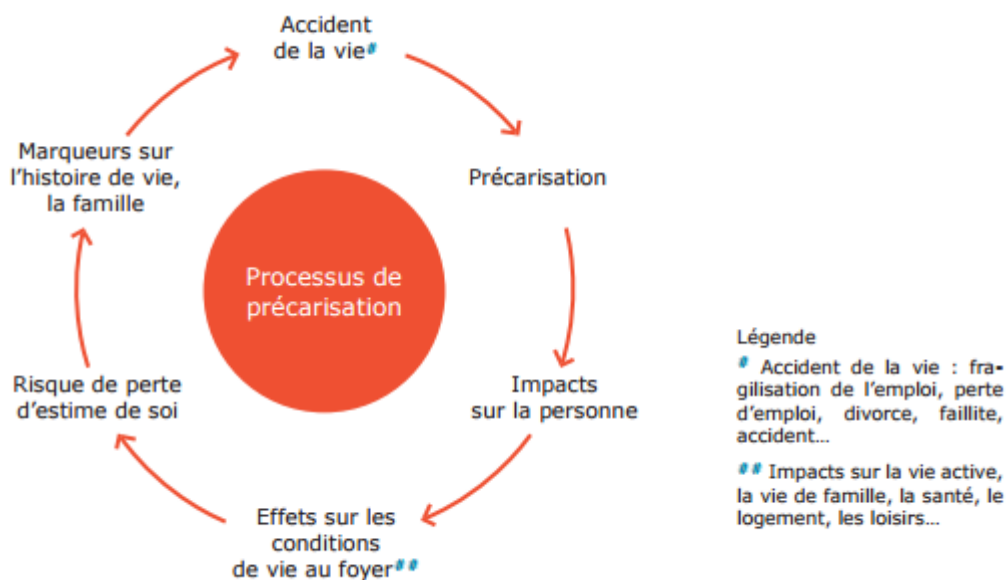 Accident
de la vie#
Précarisation
Impacts
sur la personne
Effets sur les
conditions
de vie au foyer##
Risque de perte
d'estime de soi
Marqueurs sur
l'histoire de vie,
la famille
Processus de
précarisation
Légende
# Accident de la vie : fra-
gilisation de l'emploi, perte
d'emploi, divorce, faillite,
accident...
## Impacts sur la vie active,
la vie de famille, la santé, le
logement, les loisirs...